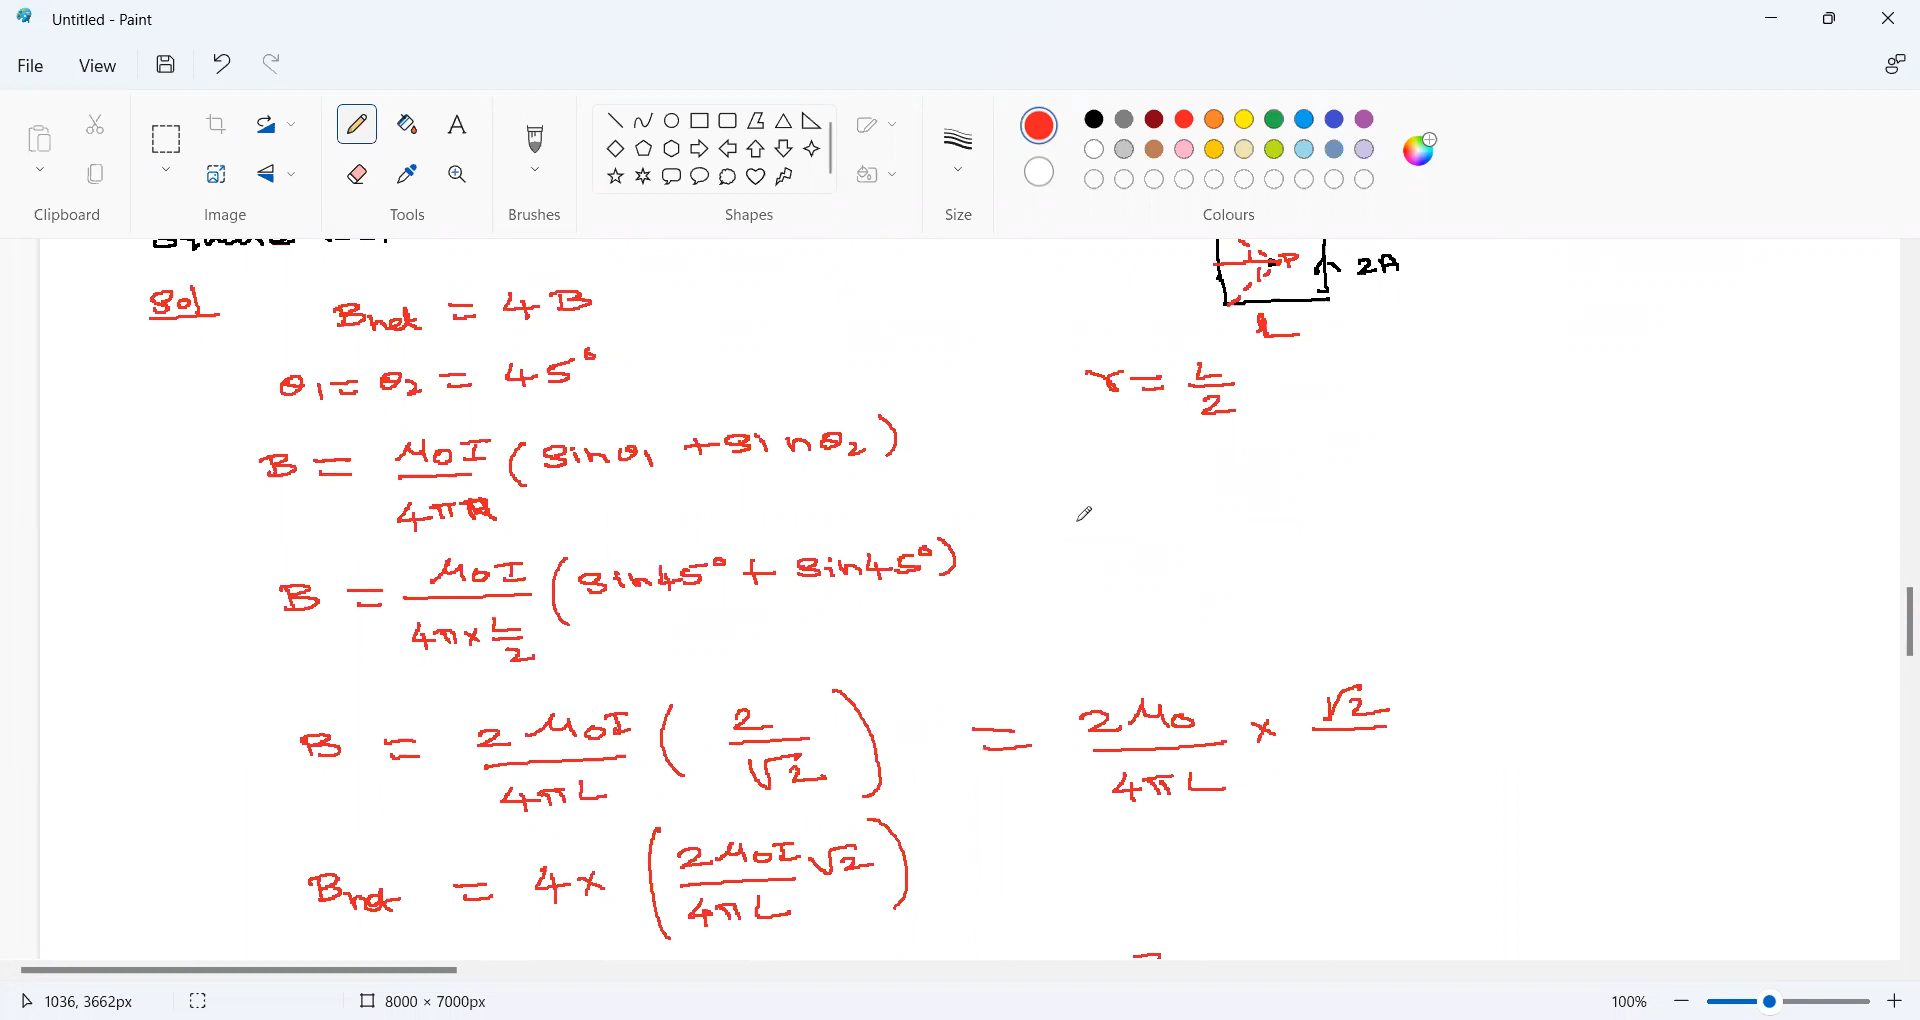 Untitled - Paint
File View
Clipboard Image Tools Brushes Shapes Size Colours
2A
P
Sol Bnet = 4B
L
θ1 = θ2 = 45°
r = L/2
B = μ0I/4πR (sinθ1 + sinθ2)
B = μ0I/4π×L/2 (sin45° + sin45°)
B = 2μ0I/4πL (2/√2) = 2μ0/4πL × √2
Bnet = 4× (2μ0I/4πL √2)
1036, 3662px 8000 × 7000px 100%